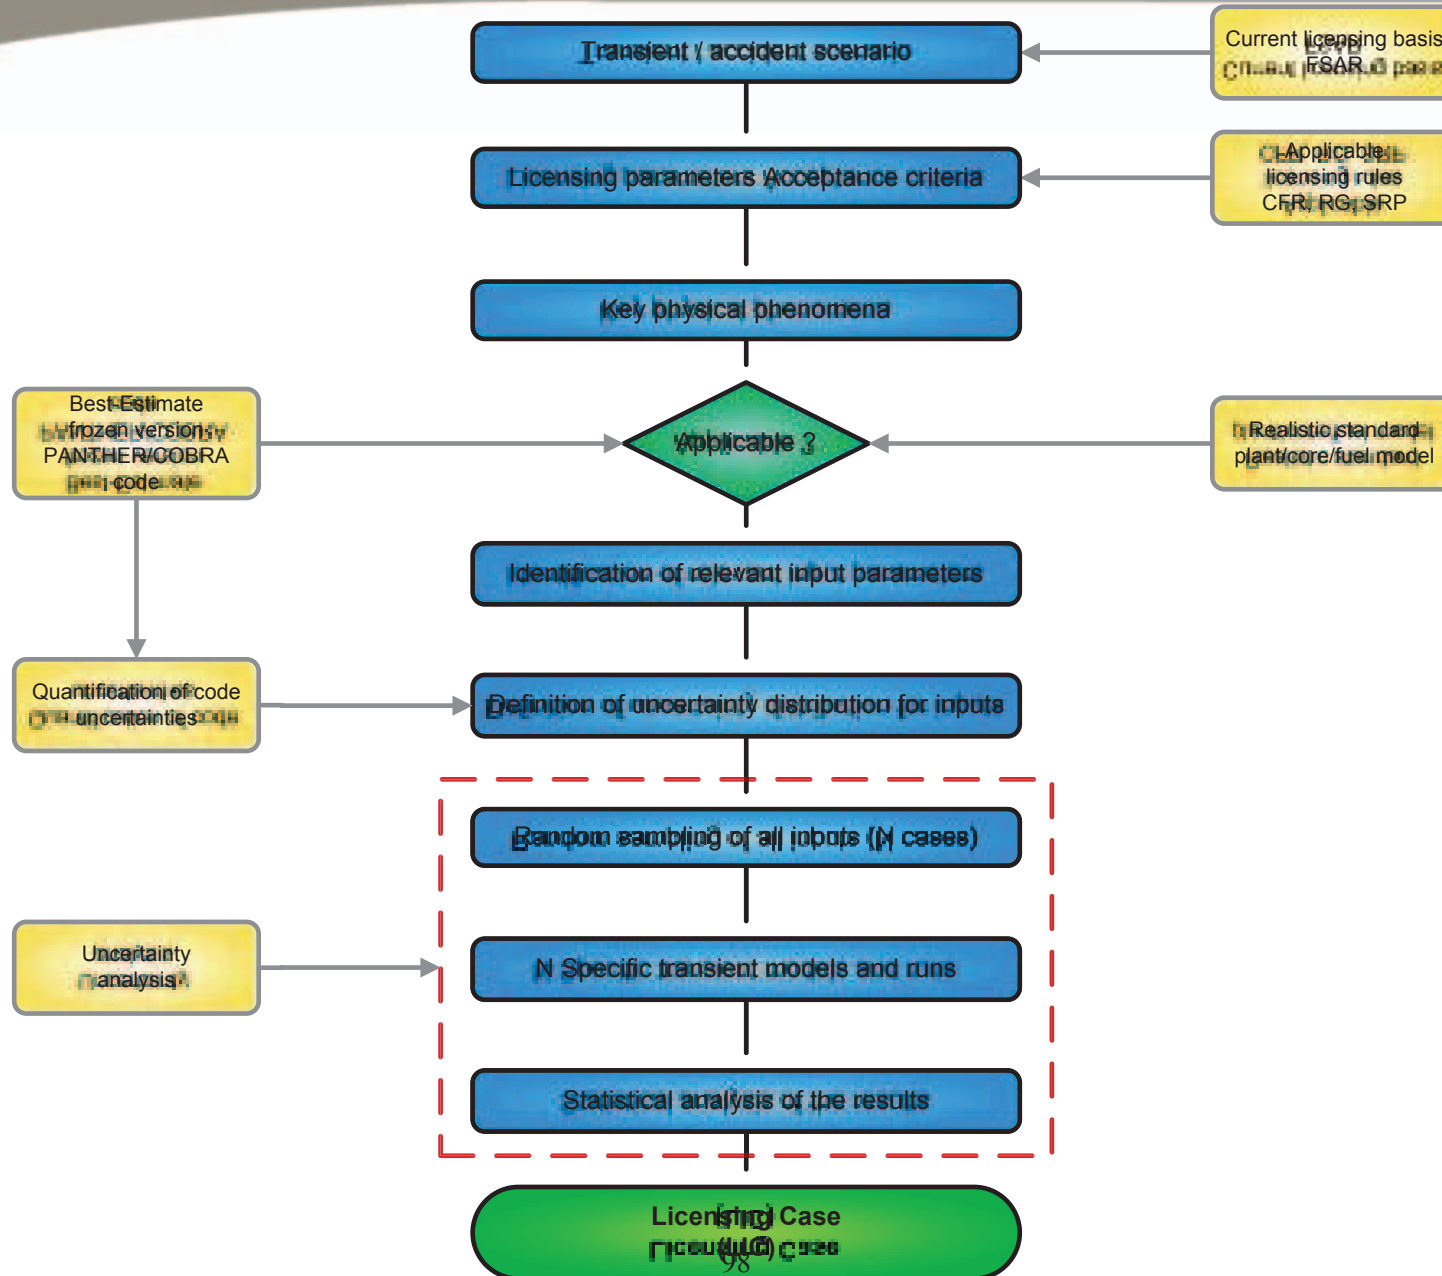 Transient / accident scenario
Current licensing basis
FSAR
Licensing parameters Acceptance criteria
Applicable
licensing rules
CFR, RG, SRP
Key physical phenomena
Best-Estimate
frozen version
PANTHER/COBRA
code
Applicable ?
Realistic standard
plant/core/fuel model
Identification of relevant input parameters
Quantification of code
uncertainties
Definition of uncertainty distribution for inputs
Random sampling of all inputs (N cases)
Uncertainty
analysis
N Specific transient models and runs
Statistical analysis of the results
Licensing Case
(LC)
98